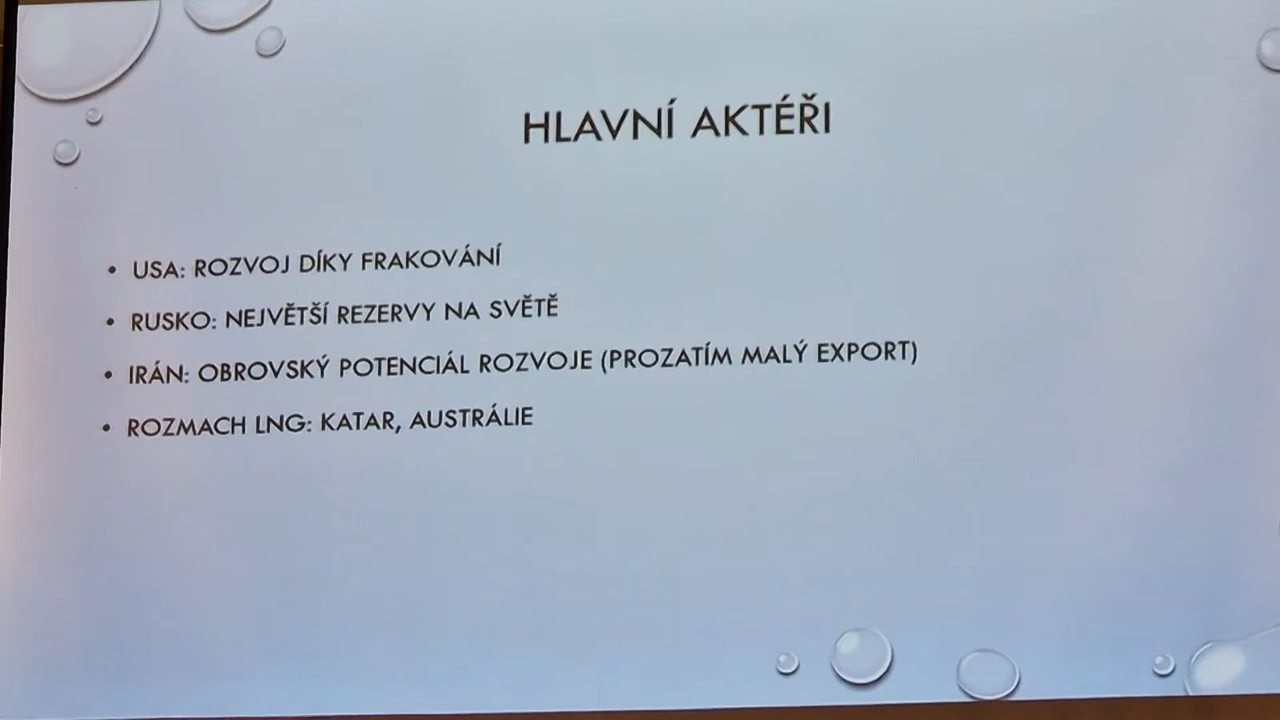 HLAVNÍ AKTÉŘI
• USA: ROZVOJ DÍKY FRAKOVÁNÍ
• RUSKO: NEJVĚTŠÍ REZERVY NA SVĚTĚ
• IRÁN: OBROVSKÝ POTENCIÁL ROZVOJE (PROZATÍM MALÝ EXPORT)
• ROZMACH LNG: KATAR, AUSTRÁLIE